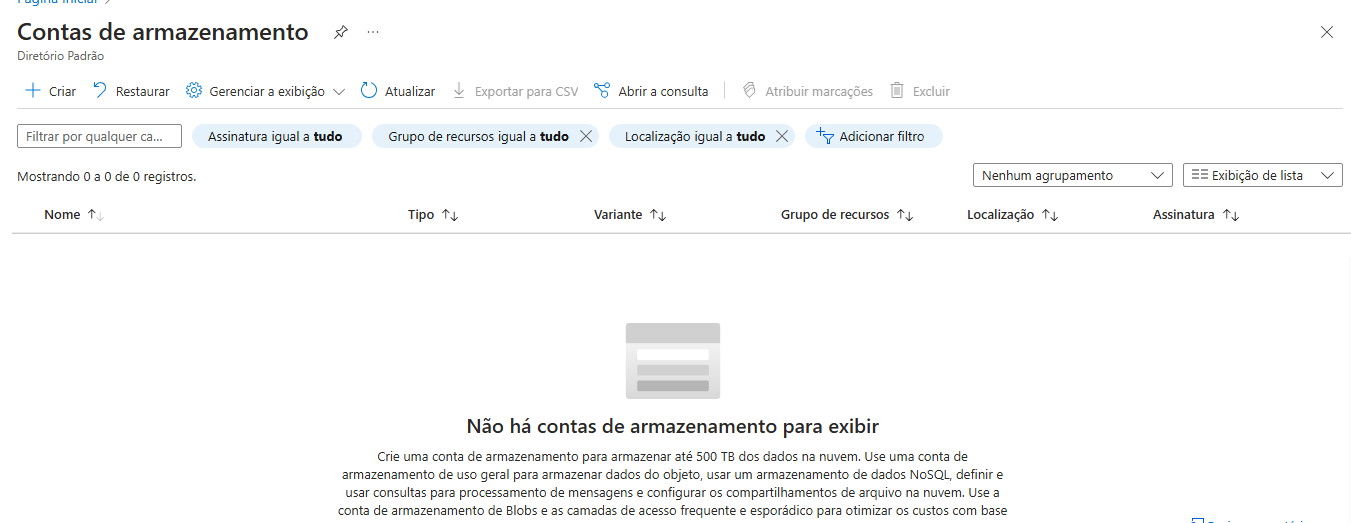 Página inicial >
Contas de armazenamento ...
Diretório Padrão
Criar Restaurar Gerenciar a exibição Atualizar Exportar para CSV Abrir a consulta Atribuir marcações Excluir
Filtrar por qualquer ca... Assinatura igual a tudo Grupo de recursos igual a tudo Localização igual a tudo Adicionar filtro
Mostrando 0 a 0 de 0 registros. Nenhum agrupamento Exibição de lista
Nome Tipo Variante Grupo de recursos Localização Assinatura
Não há contas de armazenamento para exibir
Crie uma conta de armazenamento para armazenar até 500 TB dos dados na nuvem. Use uma conta de
armazenamento de uso geral para armazenar dados do objeto, usar um armazenamento de dados NoSQL, definir e
usar consultas para processamento de mensagens e configurar os compartilhamentos de arquivo na nuvem. Use a
conta de armazenamento de Blobs e as camadas de acesso frequente e esporádico para otimizar os custos com base